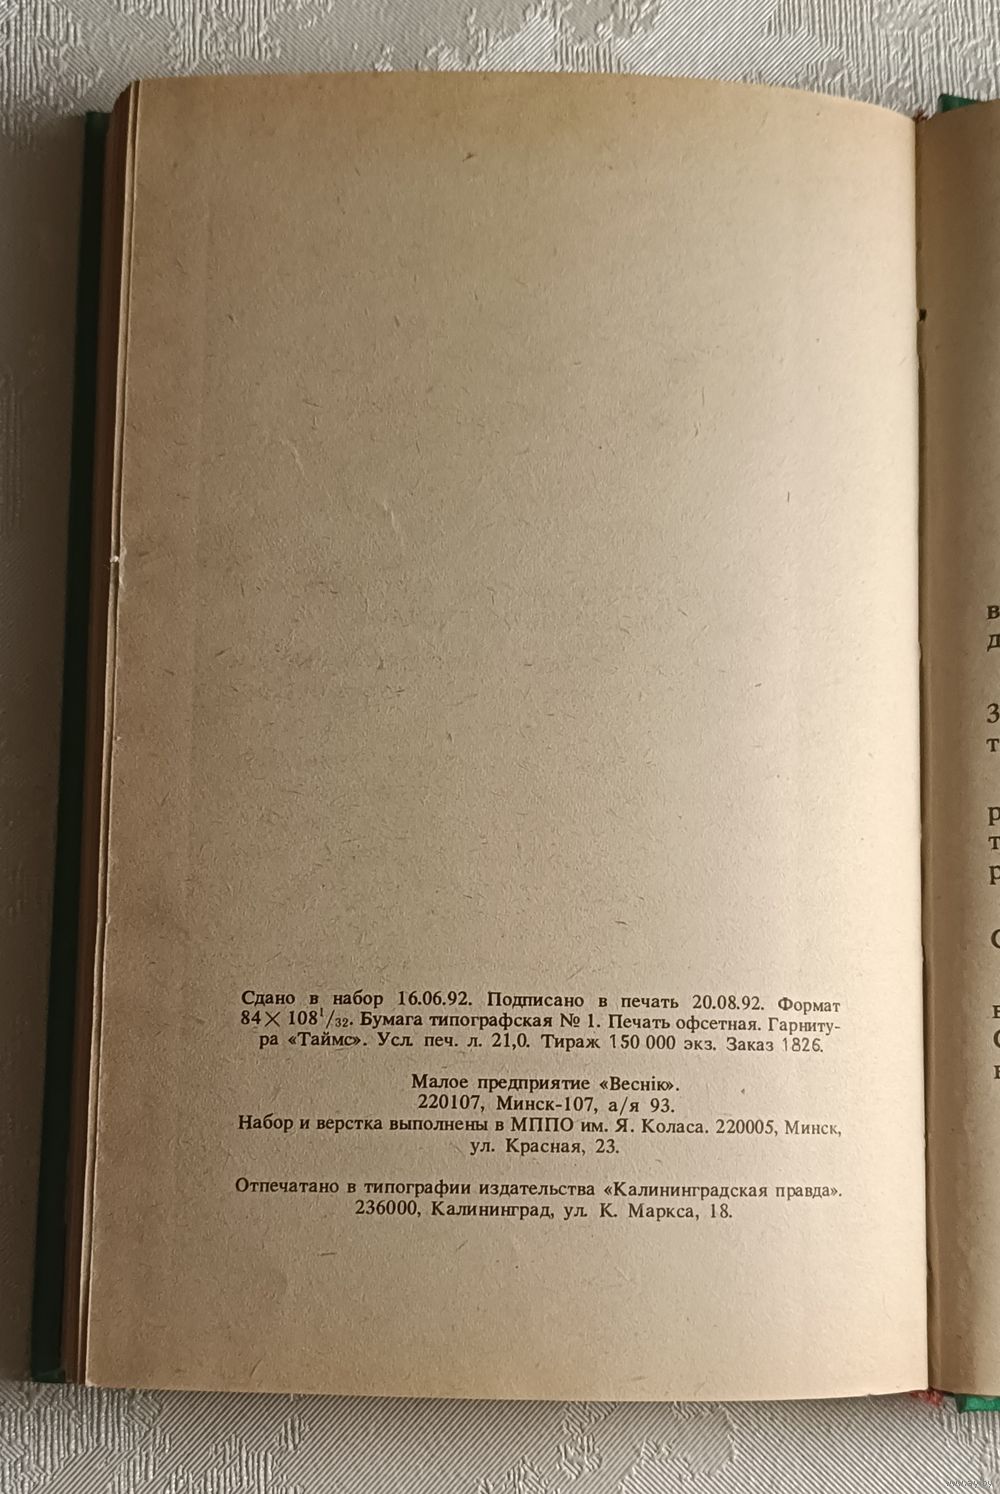 Сдано в набор 16.06.92. Подписано в печать 20.08.92. Формат
84×108¹/₃₂. Бумага типографская № 1. Печать офсетная. Гарниту-
ра «Таймс». Усл. печ. л. 21,0. Тираж 150 000 экз. Заказ 1826.
Малое предприятие «Веснік».
220107, Минск-107, а/я 93.
Набор и верстка выполнены в МППО им. Я. Коласа. 220005, Минск,
ул. Красная, 23.
Отпечатано в типографии издательства «Калининградская правда».
236000, Калининград, ул. К. Маркса, 18.